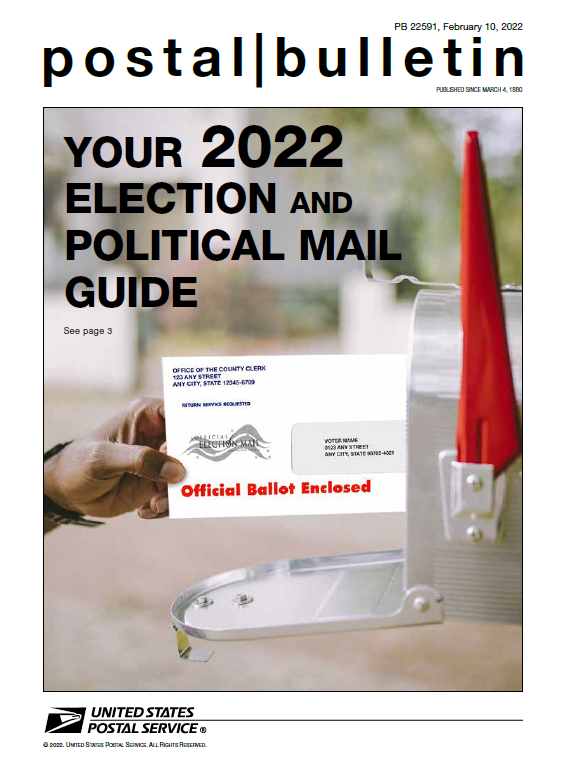 PB 22591, February 10, 2022
postal|bulletin
PUBLISHED SINCE MARCH 4, 1880
YOUR 2022
ELECTION AND
POLITICAL MAIL
GUIDE
See page 3
OFFICE OF THE COUNTY CLERK
123 ANY STREET
ANY CITY, STATE 12345-6789
RETURN SERVICE REQUESTED
OFFICIAL
ELECTION MAIL
VOTER NAME
9123 ANY STREET
ANY CITY, STATE 98765-4321
Official Ballot Enclosed
UNITED STATES
POSTAL SERVICE ®
© 2022. UNITED STATES POSTAL SERVICE. ALL RIGHTS RESERVED.